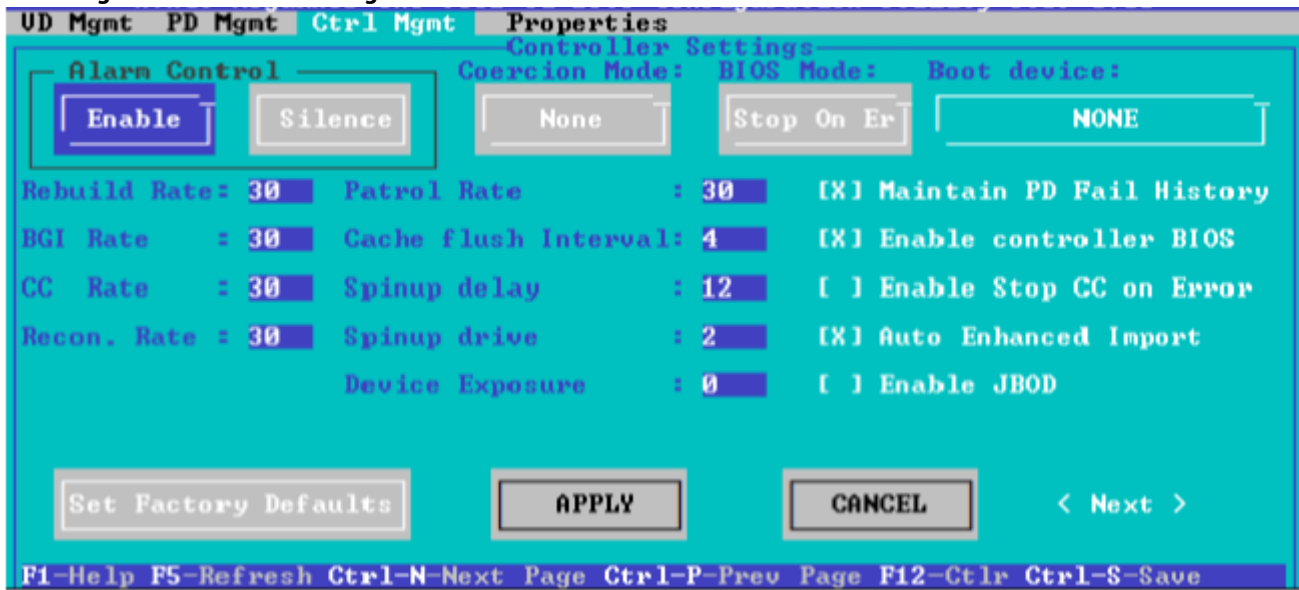 VD Mgmt PD Mgmt Ctrl Mgmt Properties
Controller Settings
Alarm Control Coercion Mode: BIOS Mode: Boot device:
Enable Silence None Stop On Er NONE
Rebuild Rate: 30 Patrol Rate : 30 [X] Maintain PD Fail History
BGI Rate : 30 Cache flush Interval: 4 [X] Enable controller BIOS
CC Rate : 30 Spinup delay : 12 [ ] Enable Stop CC on Error
Recon. Rate : 30 Spinup drive : 2 [X] Auto Enhanced Import
Device Exposure : 0 [ ] Enable JBOD
Set Factory Defaults APPLY CANCEL < Next >
F1-Help F5-Refresh Ctrl-N-Next Page Ctrl-P-Prev Page F12-Ctlr Ctrl-S-Save